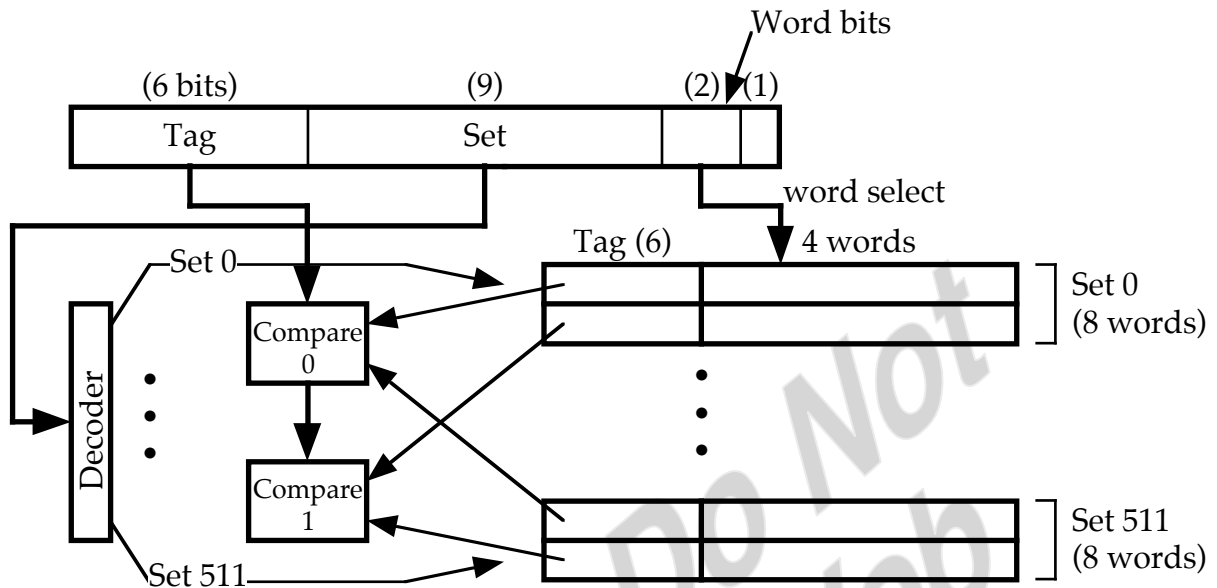 Word bits
(6 bits) (9) (2) (1)
Tag Set
word select
Tag (6) 4 words
Set 0
Set 0
(8 words)
Compare
0
Decoder
Compare
1
Set 511
Set 511
(8 words)
Do Not